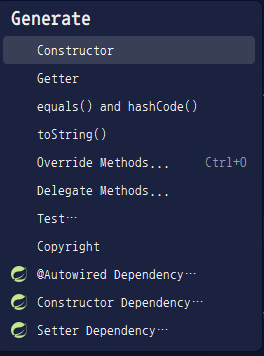 Generate
Constructor
Getter
equals() and hashCode()
toString()
Override Methods... Ctrl+O
Delegate Methods...
Test…
Copyright
@Autowired Dependency…
Constructor Dependency…
Setter Dependency…